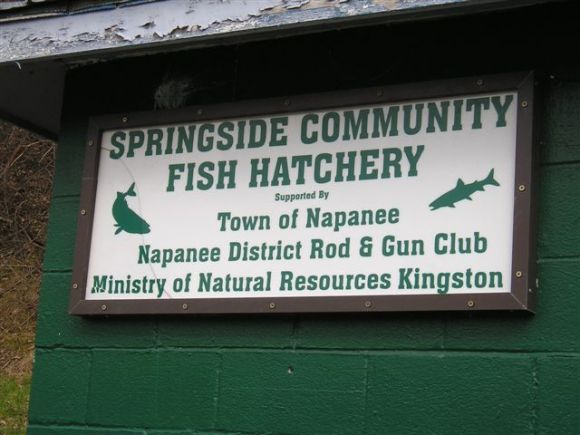 SPRINGSIDE COMMUNITY
FISH HATCHERY
Supported By
Town of Napanee
Napanee District Rod & Gun Club
Ministry of Natural Resources Kingston